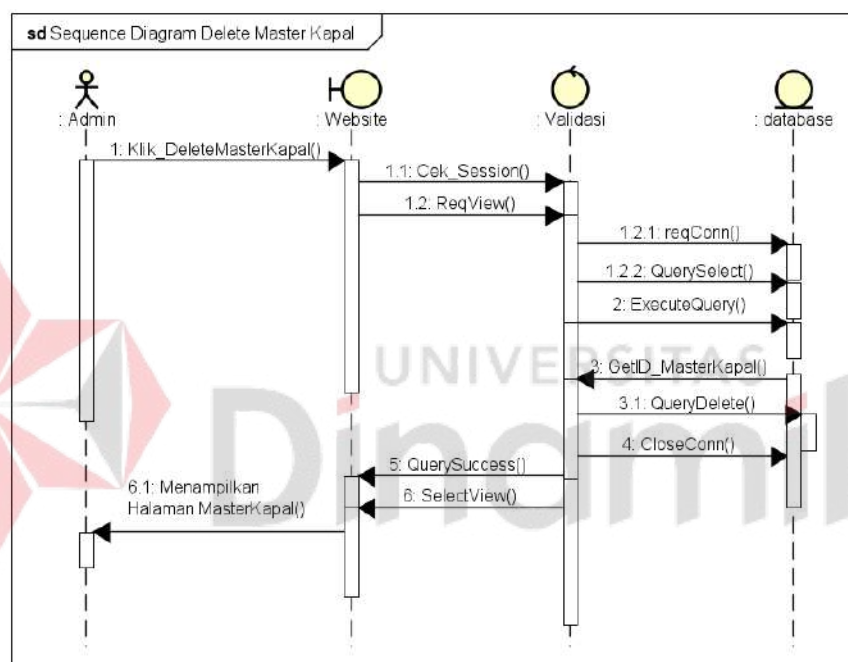 sd Sequence Diagram Delete Master Kapal
: Admin
: Website
: Validasi
: database
1: Klik_DeleteMasterKapal()
1.1: Cek_Session()
1.2: ReqView()
1.2.1: reqConn()
1.2.2: QuerySelect()
2: ExecuteQuery()
UNIVERSITAS
3: GetID_MasterKapal()
3.1: QueryDelete()
Dinamik
4: CloseConn()
5: QuerySuccess()
6: SelectView()
6.1: Menampilkan
Halaman MasterKapal()